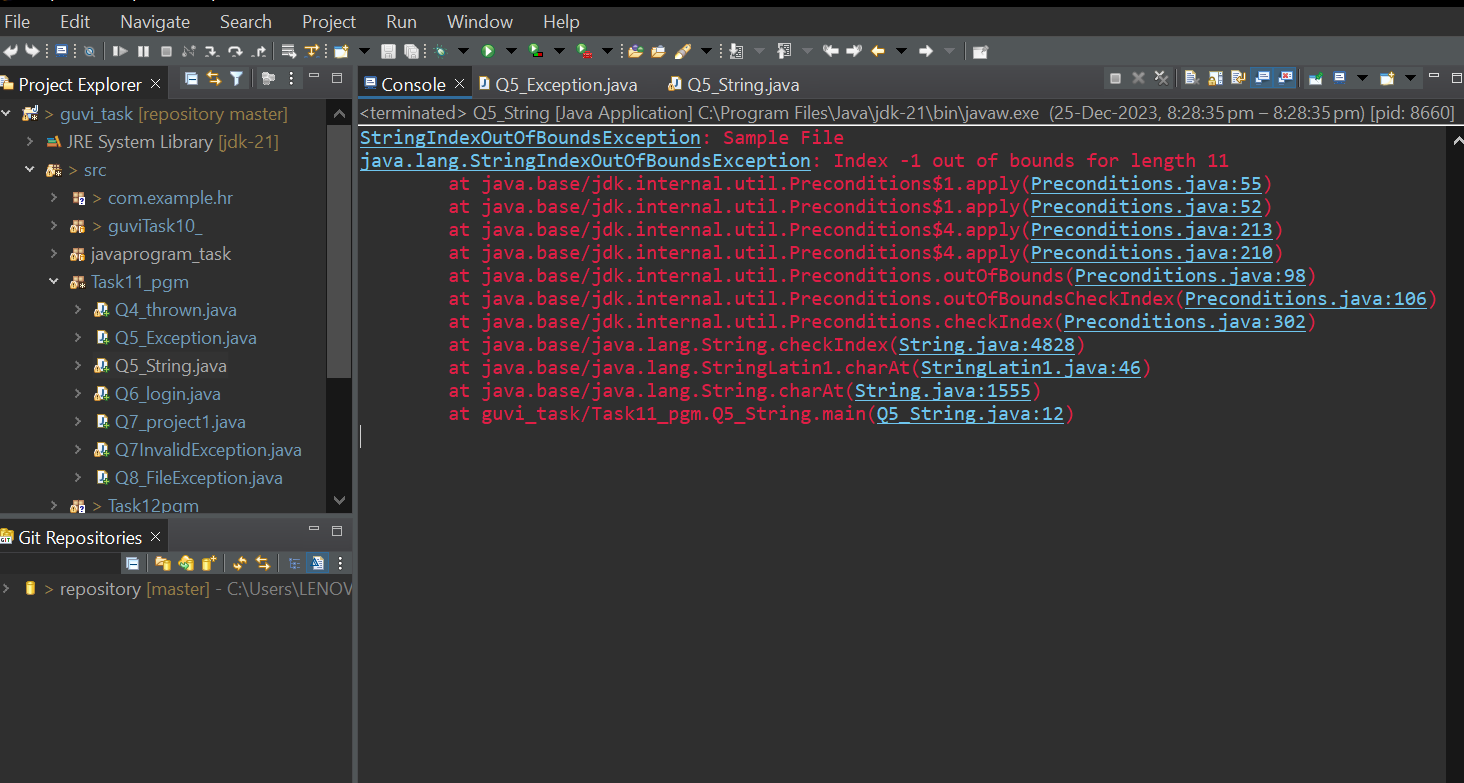 File Edit Navigate Search Project Run Window Help
Project Explorer
guvi_task [repository master]
JRE System Library [jdk-21]
> src
> com.example.hr
> guviTask10_
javaprogram_task
Task11_pgm
Q4_thrown.java
Q5_Exception.java
Q5_String.java
Q6_login.java
Q7_project1.java
Q7InvalidException.java
Q8_FileException.java
> Task12pgm
Git Repositories
> repository [master] - C:\Users\LENOV
Console Q5_Exception.java Q5_String.java
<terminated> Q5_String [Java Application] C:\Program Files\Java\jdk-21\bin\javaw.exe (25-Dec-2023, 8:28:35 pm – 8:28:35 pm) [pid: 8660]
StringIndexOutOfBoundsException: Sample File
java.lang.StringIndexOutOfBoundsException: Index -1 out of bounds for length 11
at java.base/jdk.internal.util.Preconditions$1.apply(Preconditions.java:55)
at java.base/jdk.internal.util.Preconditions$1.apply(Preconditions.java:52)
at java.base/jdk.internal.util.Preconditions$4.apply(Preconditions.java:213)
at java.base/jdk.internal.util.Preconditions$4.apply(Preconditions.java:210)
at java.base/jdk.internal.util.Preconditions.outOfBounds(Preconditions.java:98)
at java.base/jdk.internal.util.Preconditions.outOfBoundsCheckIndex(Preconditions.java:106)
at java.base/jdk.internal.util.Preconditions.checkIndex(Preconditions.java:302)
at java.base/java.lang.String.checkIndex(String.java:4828)
at java.base/java.lang.StringLatin1.charAt(StringLatin1.java:46)
at java.base/java.lang.String.charAt(String.java:1555)
at guvi_task/Task11_pgm.Q5_String.main(Q5_String.java:12)